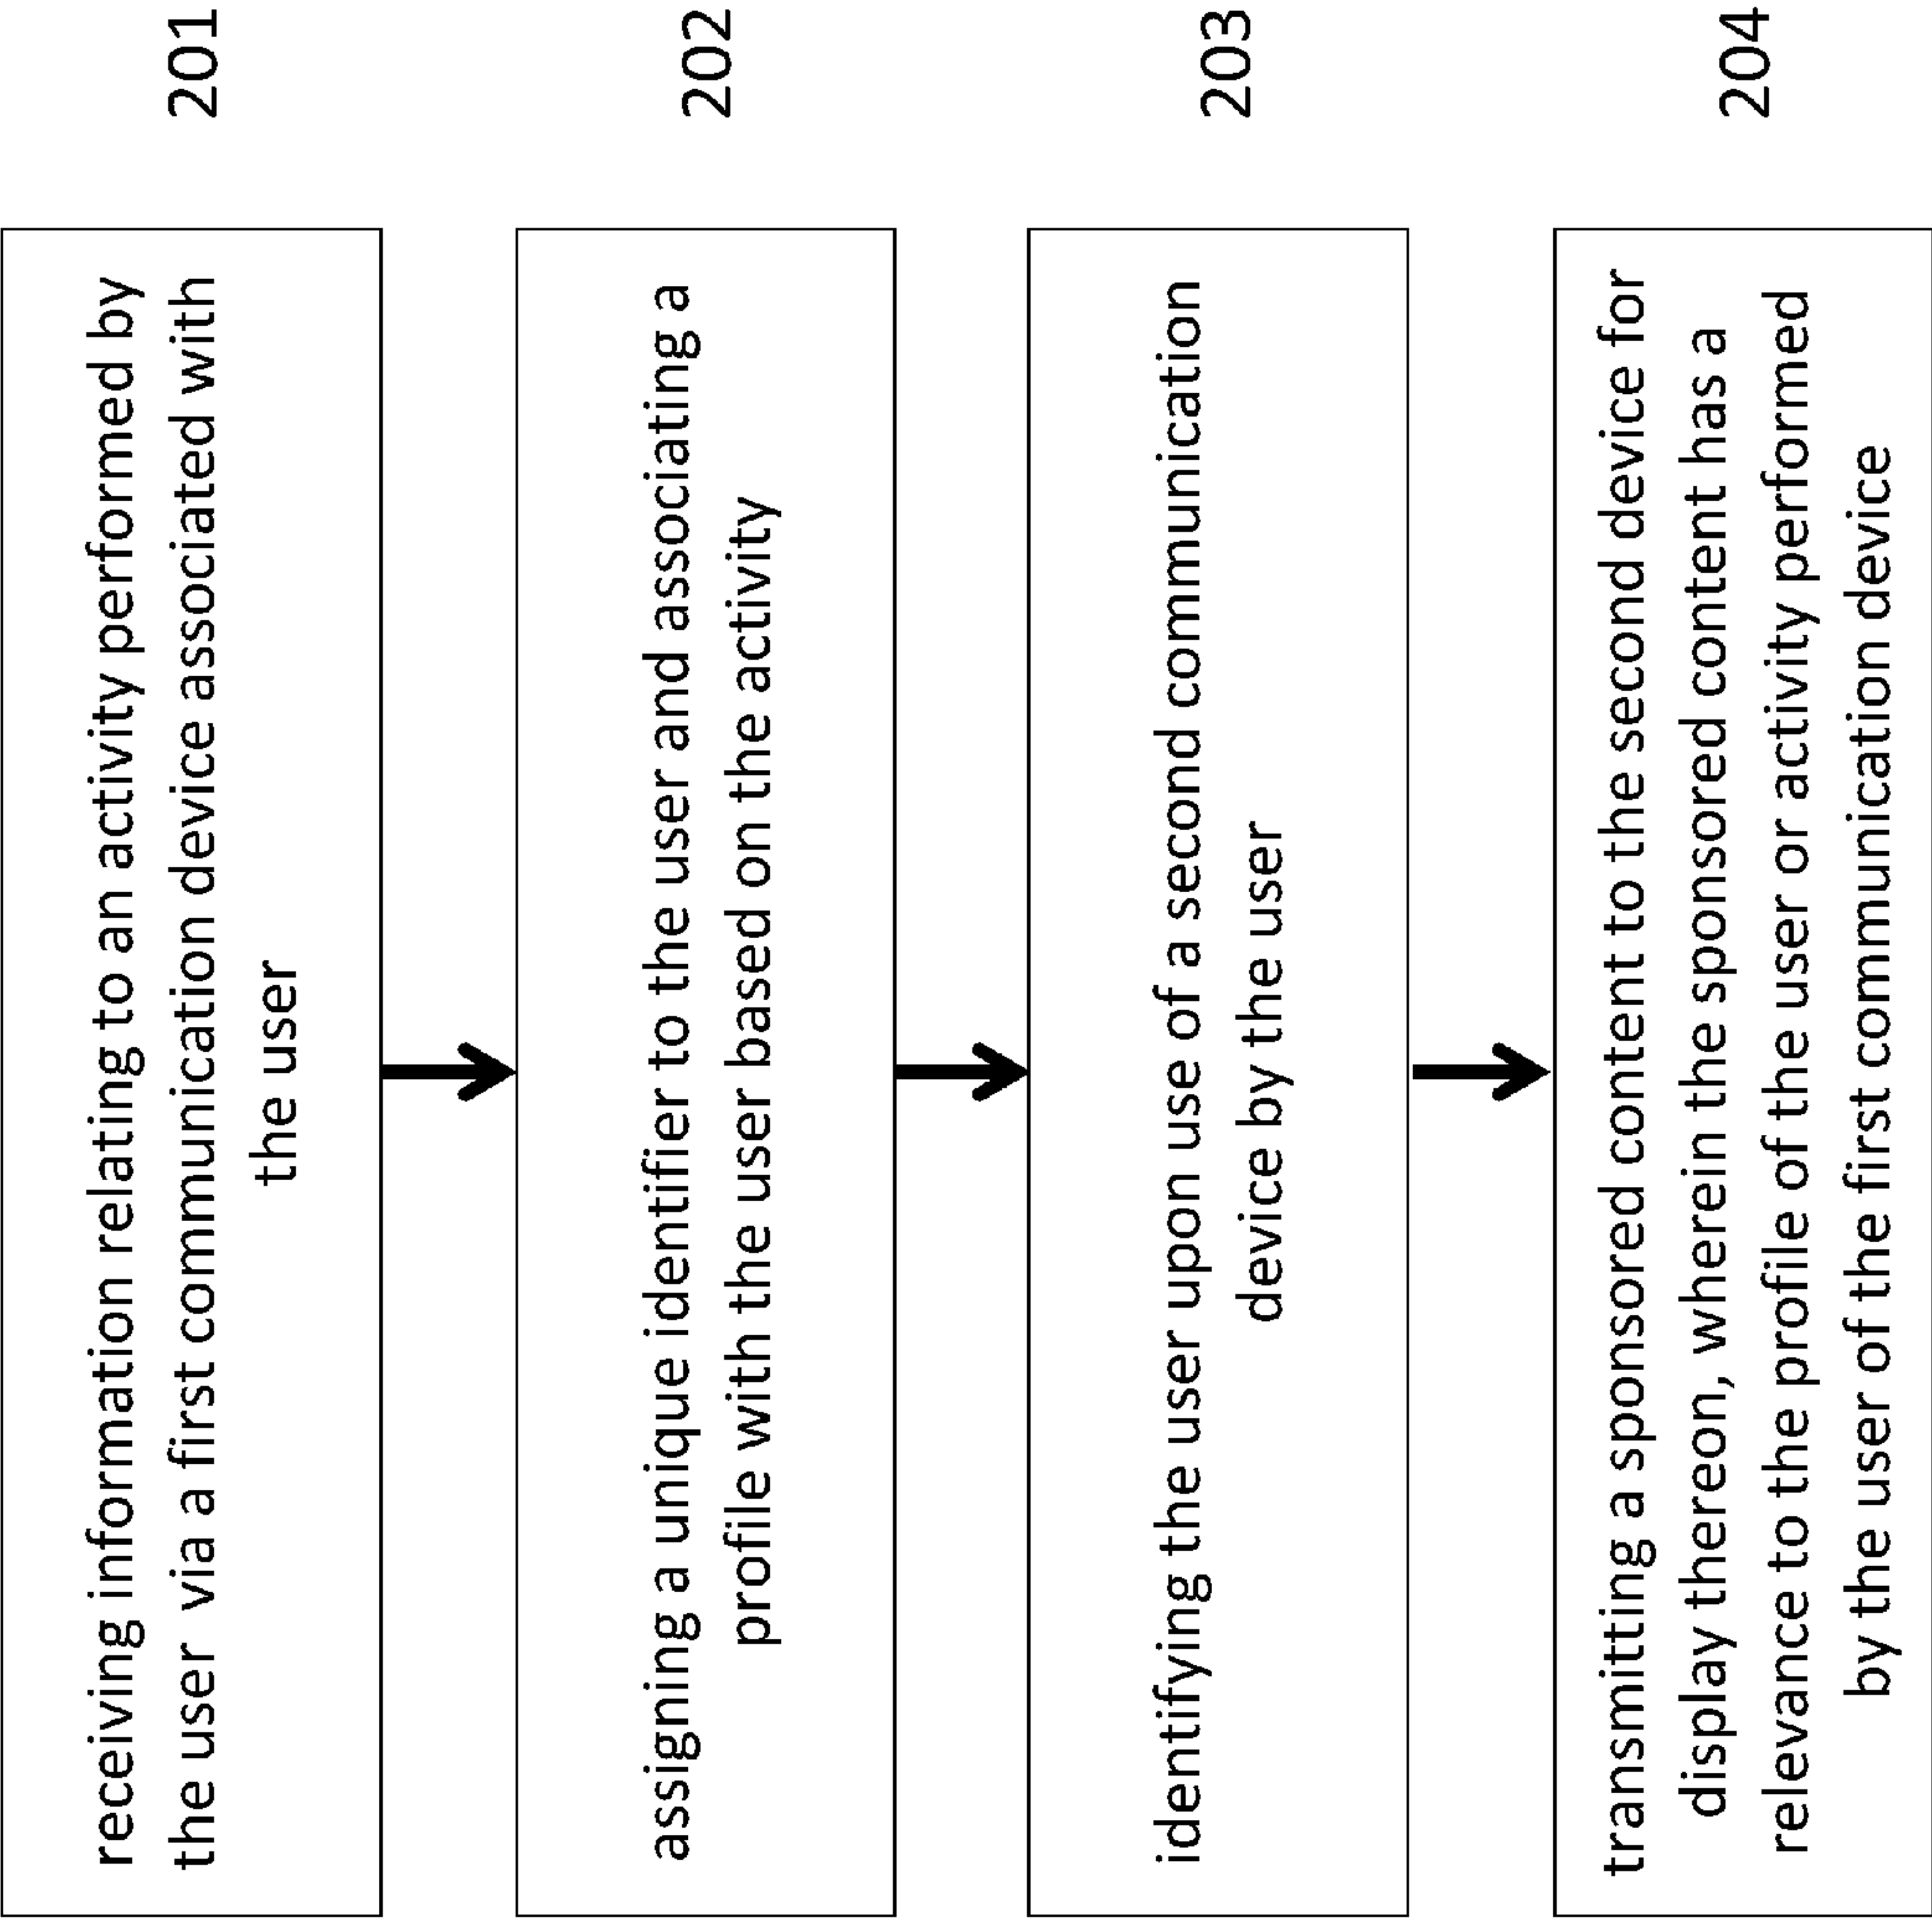 receiving information relating to an activity performed by
the user via a first communication device associated with
the user
201
assigning a unique identifier to the user and associating a
profile with the user based on the activity
202
identifying the user upon use of a second communication
device by the user
203
transmitting a sponsored content to the second device for
display thereon, wherein the sponsored content has a
relevance to the profile of the user or activity performed
by the user of the first communication device
204